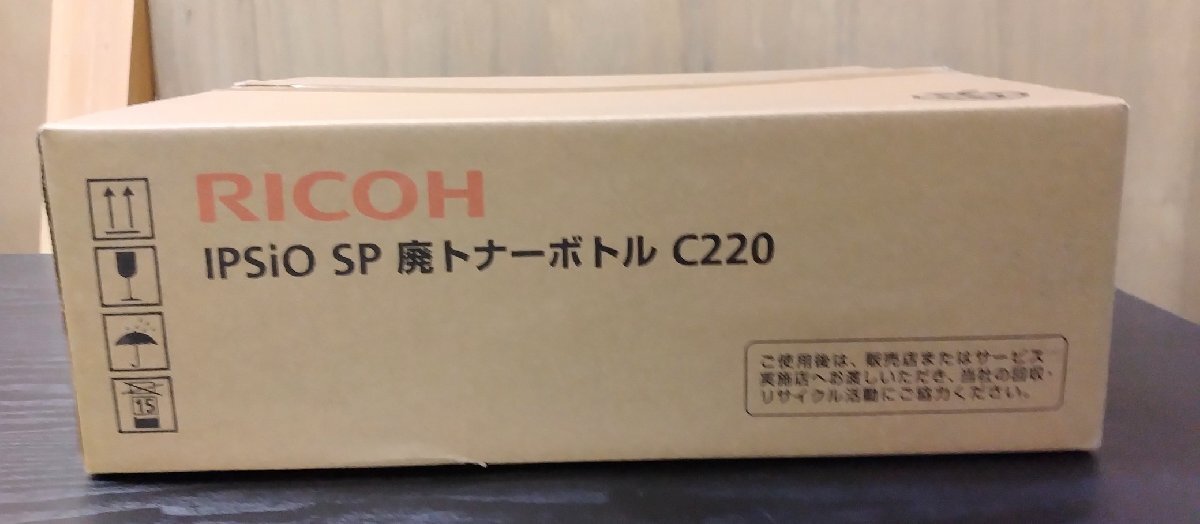 RICOH
IPSiO SP 廃トナーボトル C220
15
ご使用後は、販売店またはサービス
実施店へお渡しいただき、当社の回収・
リサイクル活動にご協力ください。